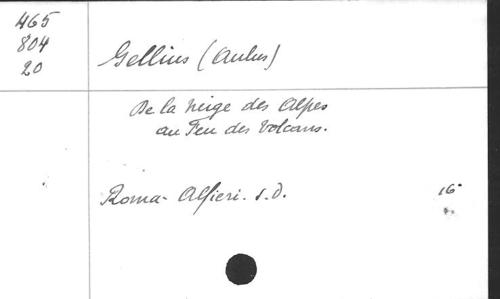 465
804
20
Gellius (Aulus)
De la neige des Alpes
au Feu des Volcans.
Roma - Alfieri. s.d.
16°